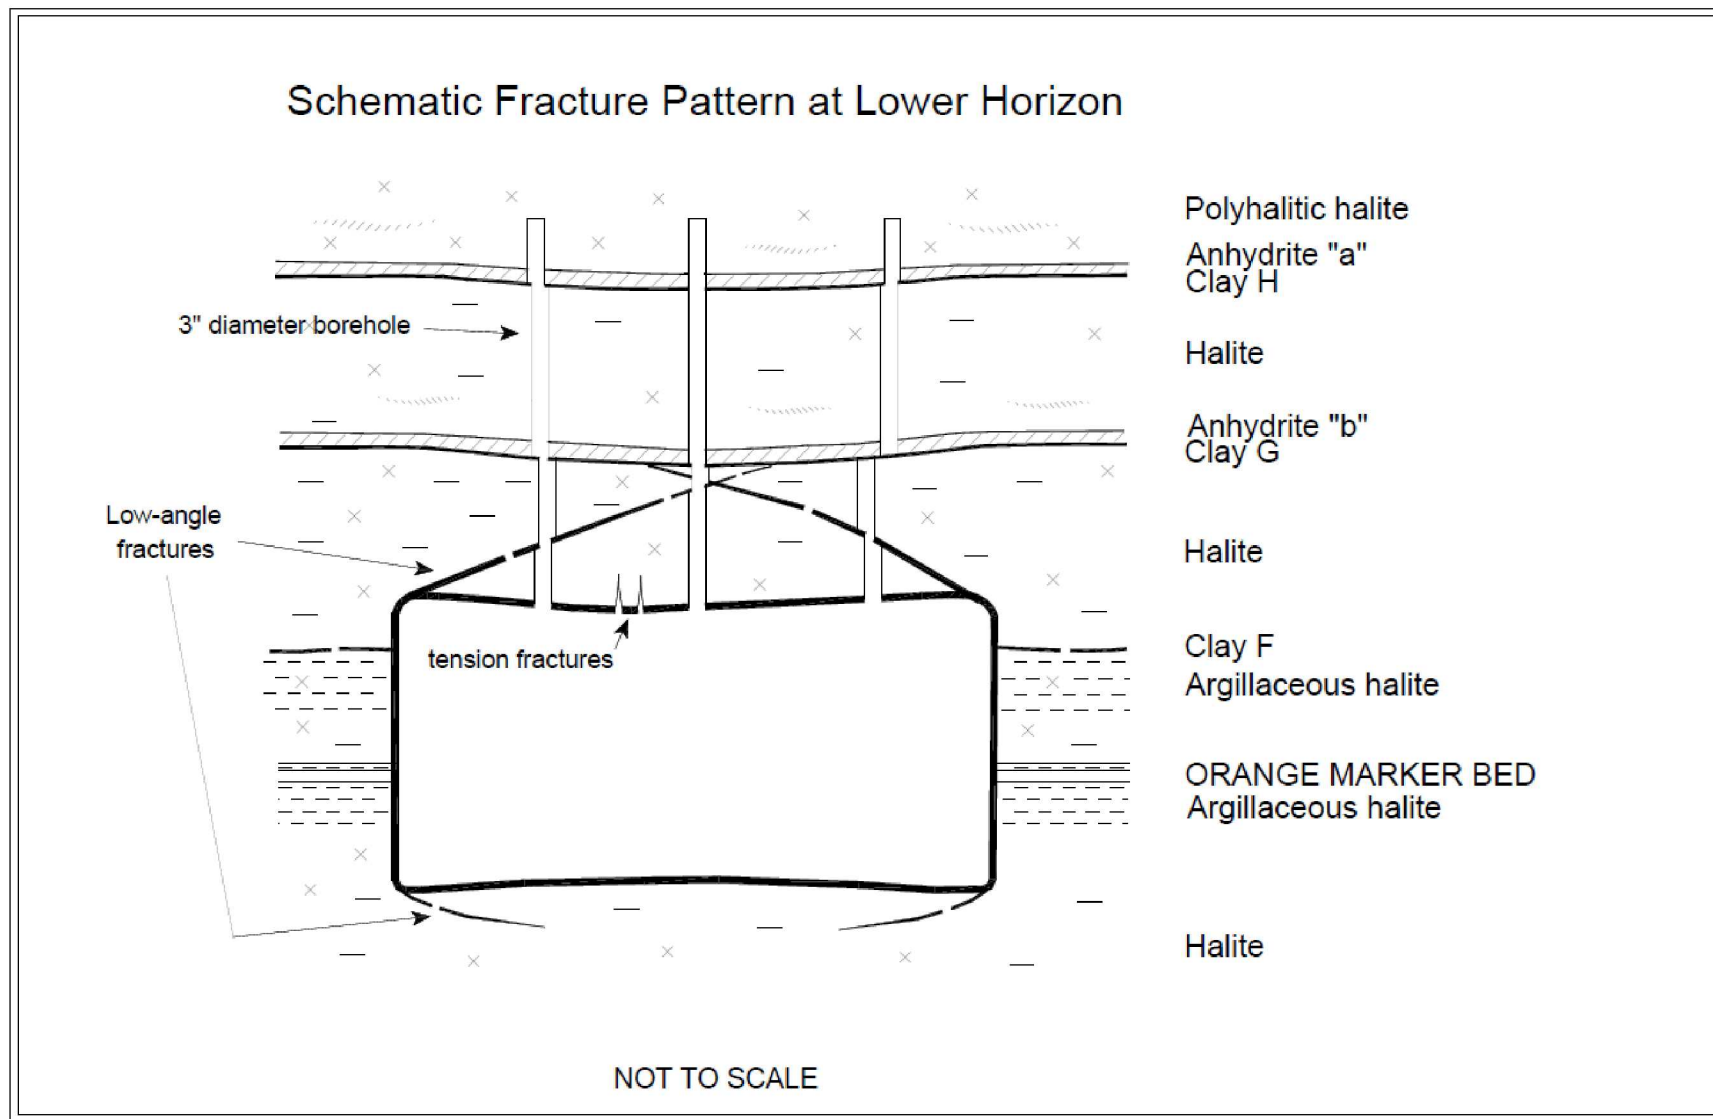 Schematic Fracture Pattern at Lower Horizon
Polyhalitic halite
Anhydrite "a"
Clay H
3" diameter borehole
Halite
Anhydrite "b"
Clay G
Low-angle
fractures
Halite
Clay F
tension fractures
Argillaceous halite
ORANGE MARKER BED
Argillaceous halite
Halite
NOT TO SCALE